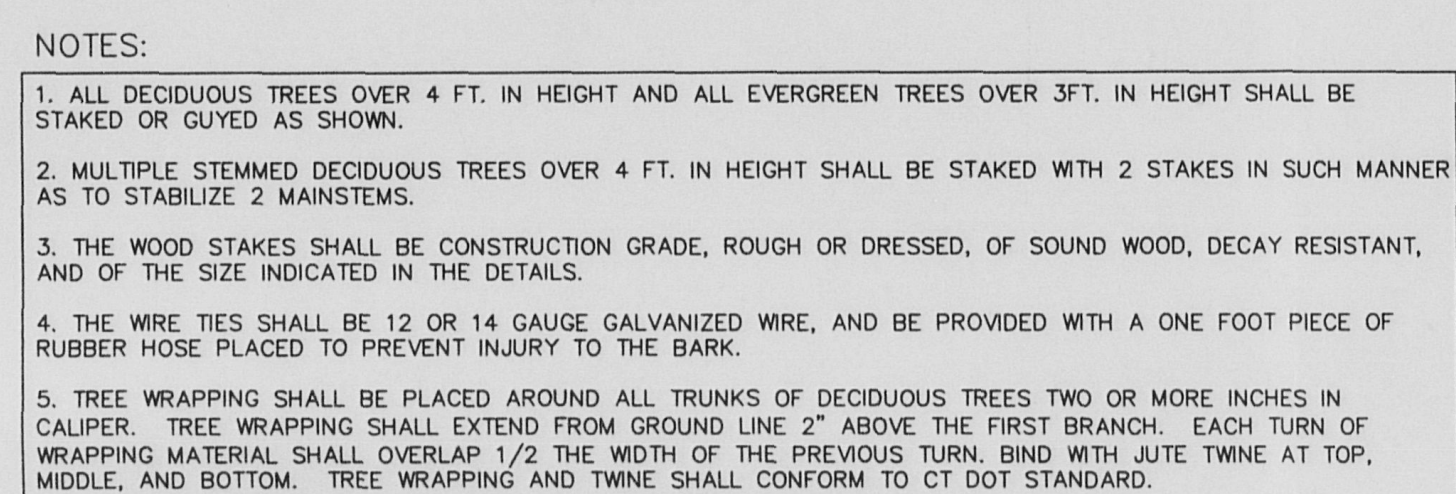 NOTES:
1. ALL DECIDUOUS TREES OVER 4 FT. IN HEIGHT AND ALL EVERGREEN TREES OVER 3FT. IN HEIGHT SHALL BE
STAKED OR GUYED AS SHOWN.
2. MULTIPLE STEMMED DECIDUOUS TREES OVER 4 FT. IN HEIGHT SHALL BE STAKED WITH 2 STAKES IN SUCH MANNER
AS TO STABILIZE 2 MAINSTEMS.
3. THE WOOD STAKES SHALL BE CONSTRUCTION GRADE, ROUGH OR DRESSED, OF SOUND WOOD, DECAY RESISTANT,
AND OF THE SIZE INDICATED IN THE DETAILS.
4. THE WIRE TIES SHALL BE 12 OR 14 GAUGE GALVANIZED WIRE, AND BE PROVIDED WITH A ONE FOOT PIECE OF
RUBBER HOSE PLACED TO PREVENT INJURY TO THE BARK.
5. TREE WRAPPING SHALL BE PLACED AROUND ALL TRUNKS OF DECIDUOUS TREES TWO OR MORE INCHES IN
CALIPER. TREE WRAPPING SHALL EXTEND FROM GROUND LINE 2" ABOVE THE FIRST BRANCH. EACH TURN OF
WRAPPING MATERIAL SHALL OVERLAP 1/2 THE WIDTH OF THE PREVIOUS TURN. BIND WITH JUTE TWINE AT TOP,
MIDDLE, AND BOTTOM. TREE WRAPPING AND TWINE SHALL CONFORM TO CT DOT STANDARD.